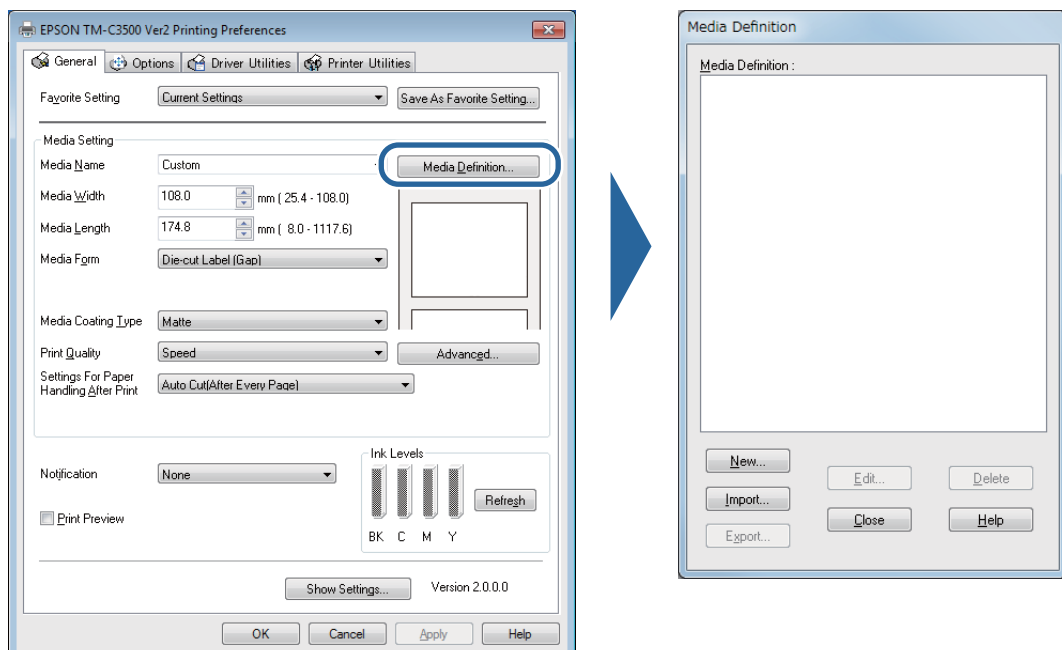 EPSON TM-C3500 Ver2 Printing Preferences
General
Options
Driver Utilities
Printer Utilities
Favorite Setting
Current Settings
Save As Favorite Setting...
Media Setting
Media Name
Custom
Media Definition...
Media Width
108.0
mm ( 25.4 - 108.0)
Media Length
174.8
mm ( 8.0 - 1117.6)
Media Form
Die-cut Label (Gap)
Media Coating Type
Matte
Print Quality
Speed
Advanced...
Settings For Paper
Handling After Print
Auto Cut(After Every Page)
Notification
None
Print Preview
Ink Levels
Refresh
BK C M Y
Show Settings...
Version 2.0.0.0
OK
Cancel
Apply
Help
Media Definition
Media Definition :
New...
Edit...
Delete
Import...
Close
Help
Export...